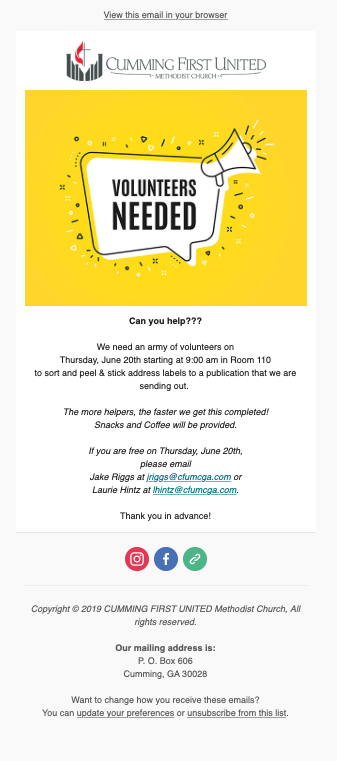 View this email in your browser
CUMMING FIRST UNITED
METHODIST CHURCH
VOLUNTEERS
NEEDED
Can you help???
We need an army of volunteers on
Thursday, June 20th starting at 9:00 am in Room 110
to sort and peel & stick address labels to a publication that we are
sending out.
The more helpers, the faster we get this completed!
Snacks and Coffee will be provided.
If you are free on Thursday, June 20th,
please email
Jake Riggs at jriggs@cfumcga.com or
Laurie Hintz at lhintz@cfumcga.com.
Thank you in advance!
Copyright © 2019 CUMMING FIRST UNITED Methodist Church, All
rights reserved.
Our mailing address is:
P. O. Box 606
Cumming, GA 30028
Want to change how you receive these emails?
You can update your preferences or unsubscribe from this list.